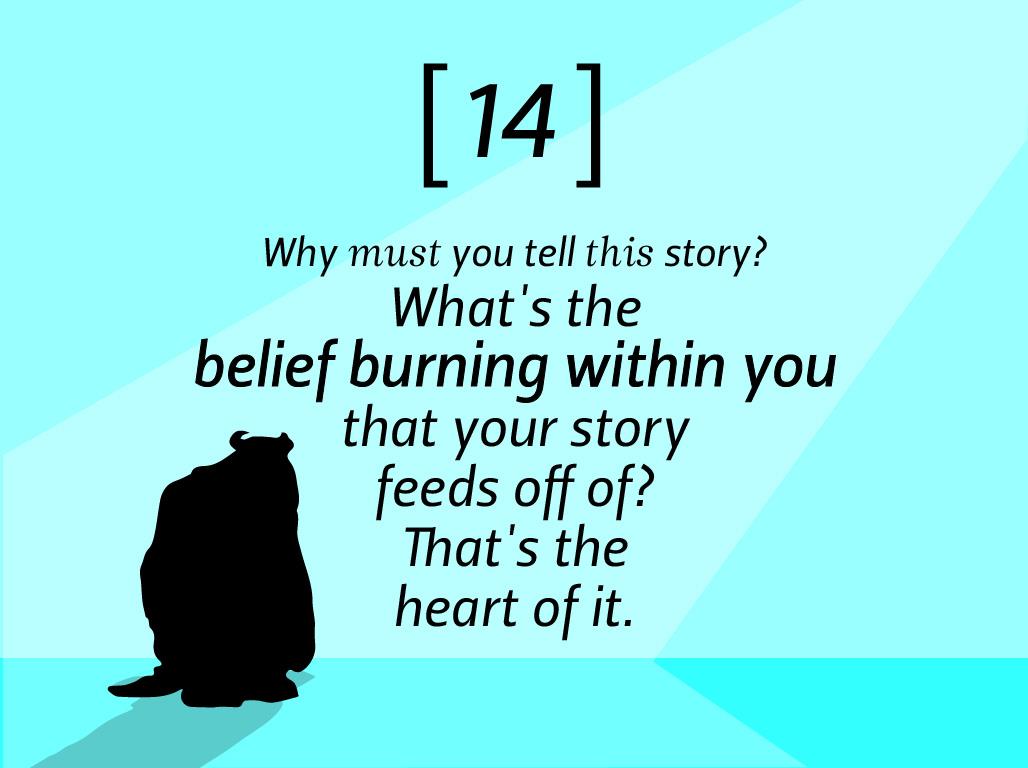 [14]
Why must you tell this story?
What's the
belief burning within you
that your story
feeds off of?
That's the
heart of it.